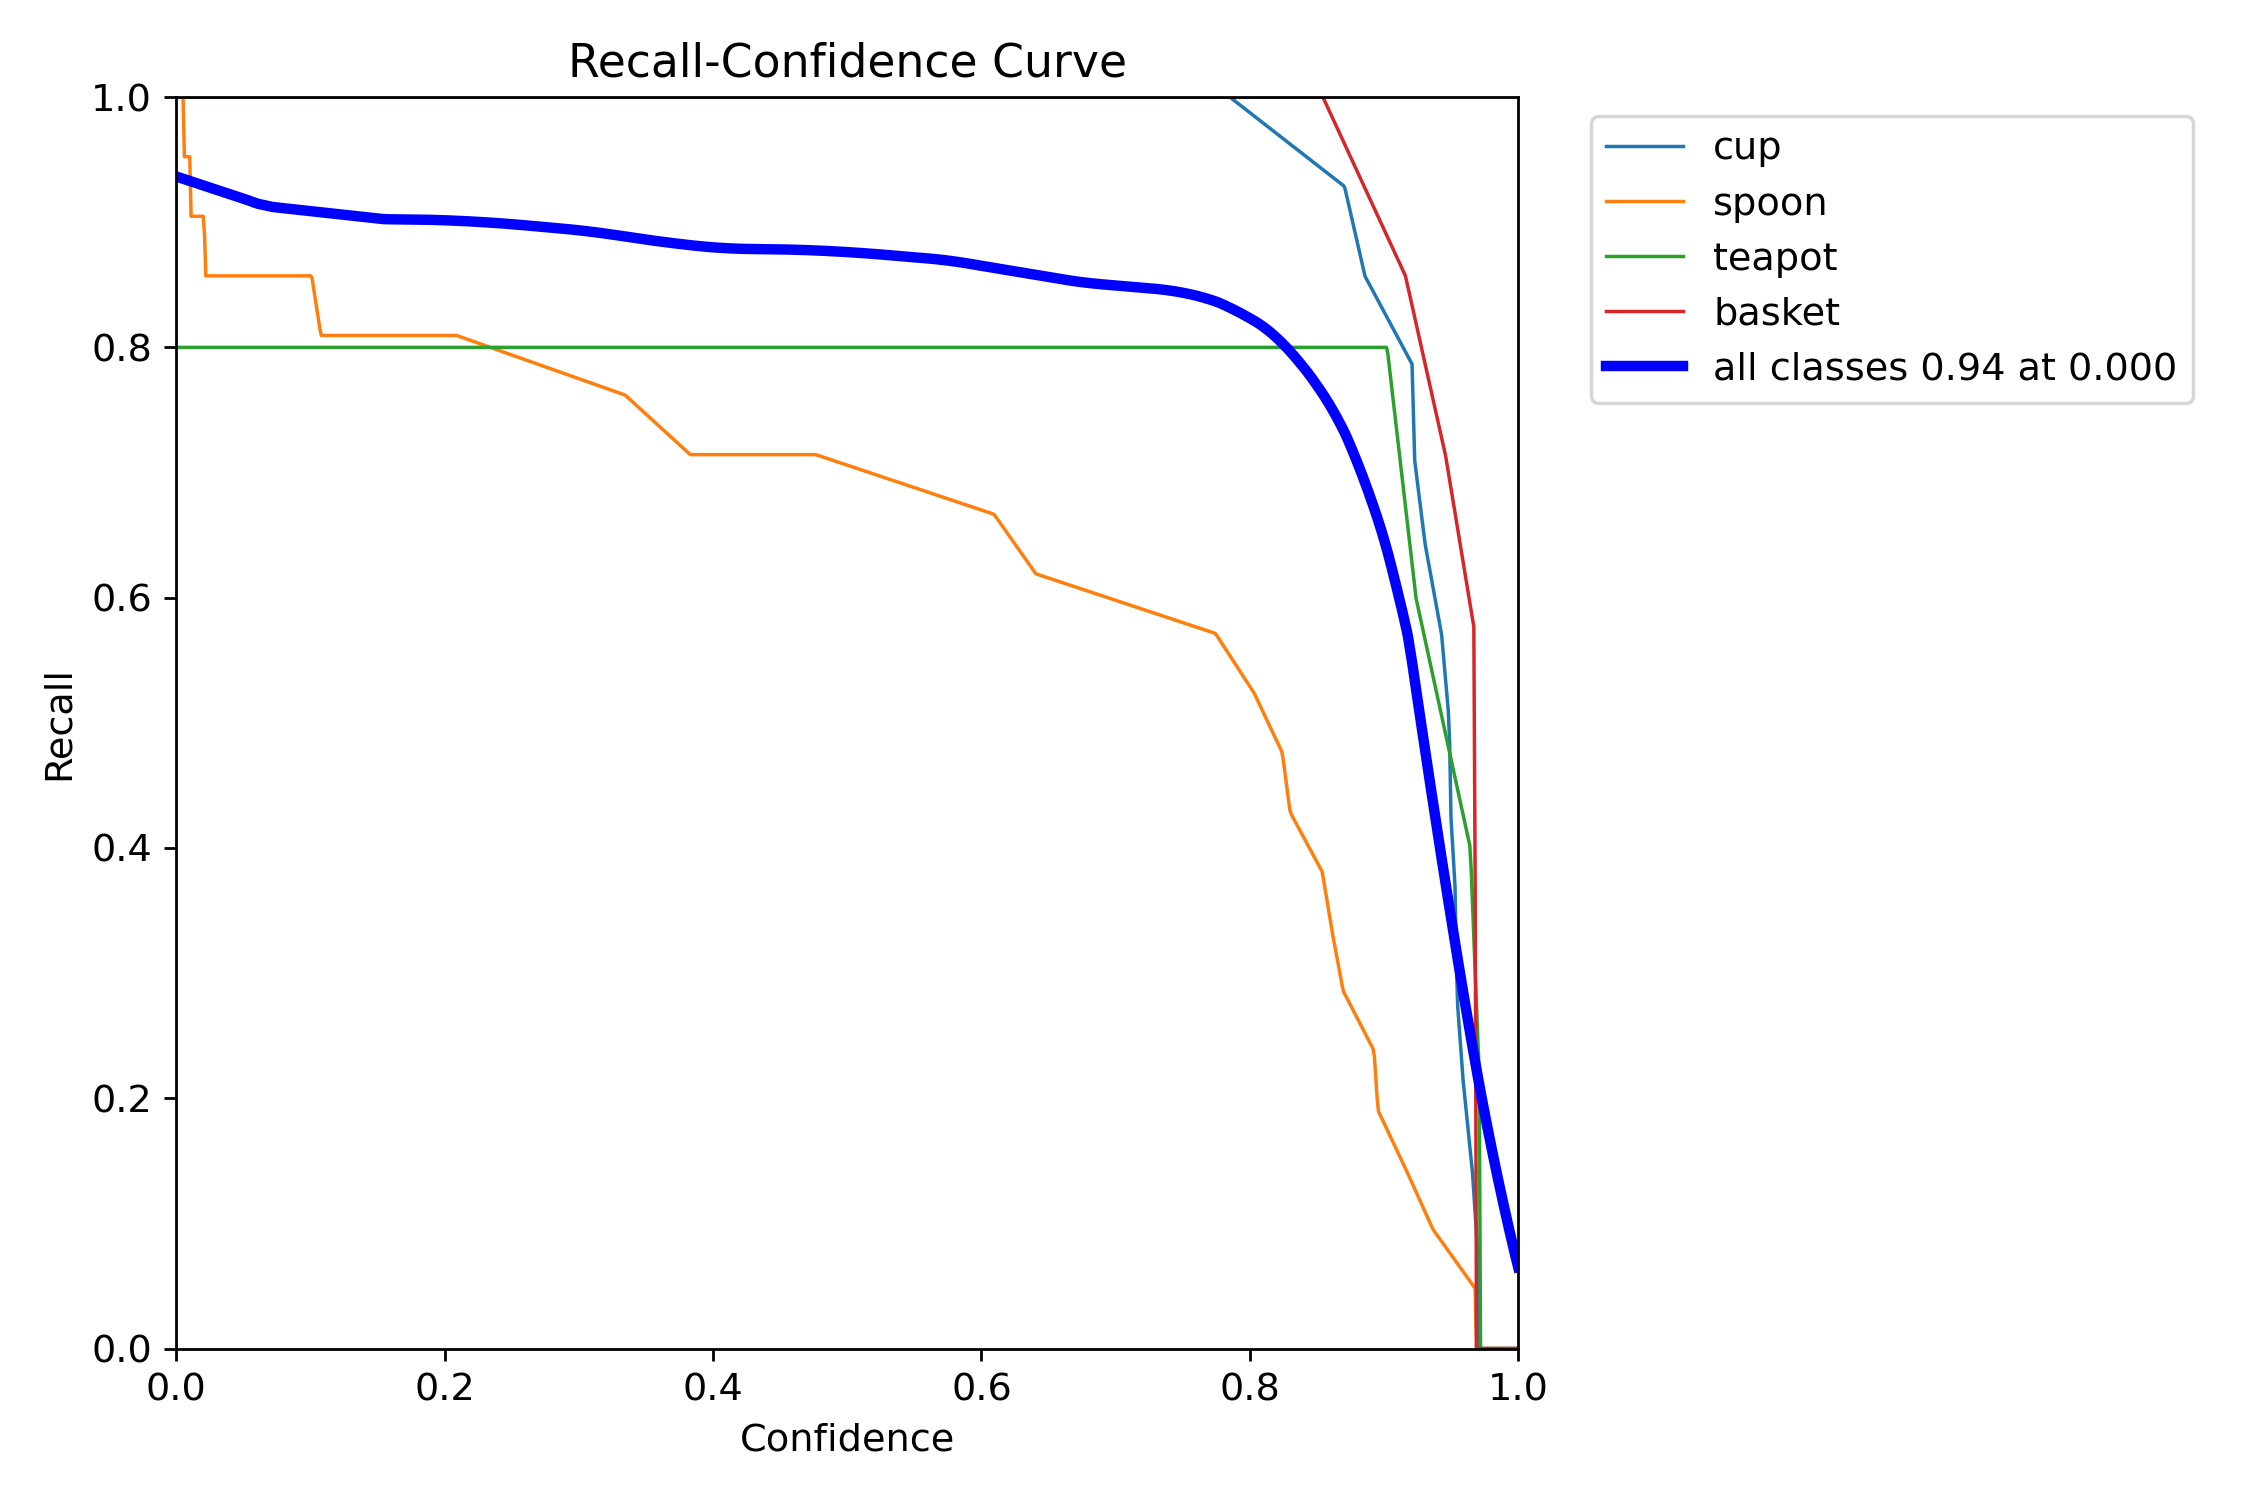 Recall-Confidence Curve
1.0
0.8
0.6
0.4
0.2
0.0
Recall
0.0 0.2 0.4 0.6 0.8 1.0
Confidence
cup
spoon
teapot
basket
all classes 0.94 at 0.000